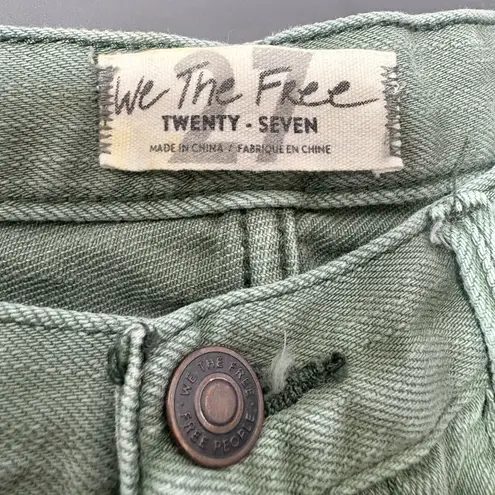 27
We The Free
TWENTY - SEVEN
MADE IN CHINA / FABRIQUE EN CHINE
WE THE FREE
FREE PEOPLE